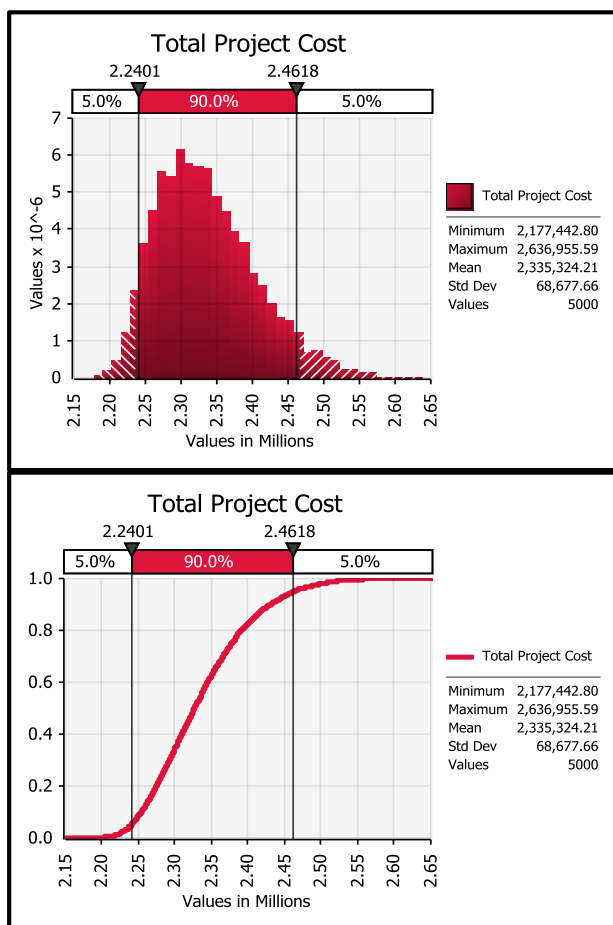 Total Project Cost
2.2401 2.4618
5.0% 90.0% 5.0%
7
6
5
4
3
2
1
0
Values x 10^-6
2.15 2.20 2.25 2.30 2.35 2.40 2.45 2.50 2.55 2.60 2.65
Values in Millions
Total Project Cost
Minimum 2,177,442.80
Maximum 2,636,955.59
Mean 2,335,324.21
Std Dev 68,677.66
Values 5000
Total Project Cost
2.2401 2.4618
5.0% 90.0% 5.0%
1.0
0.8
0.6
0.4
0.2
0.0
2.15 2.20 2.25 2.30 2.35 2.40 2.45 2.50 2.55 2.60 2.65
Values in Millions
Total Project Cost
Minimum 2,177,442.80
Maximum 2,636,955.59
Mean 2,335,324.21
Std Dev 68,677.66
Values 5000